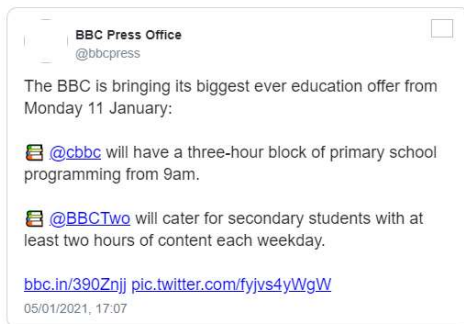 BBC Press Office
@bbcpress
The BBC is bringing its biggest ever education offer from
Monday 11 January:
📚 @cbbc will have a three-hour block of primary school
programming from 9am.
📚 @BBCTwo will cater for secondary students with at
least two hours of content each weekday.
bbc.in/390Znjj pic.twitter.com/fyjvs4yWgW
05/01/2021, 17:07